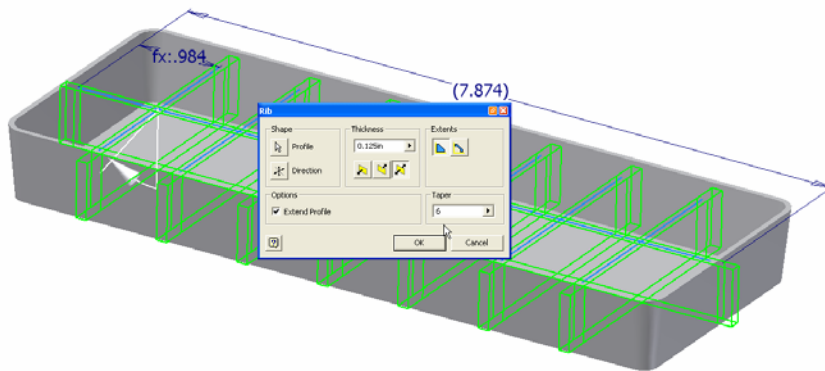 fx:.984
(7.874)
Rib
Shape
Thickness
Extents
Profile
0.125in
Direction
Options
Taper
Extend Profile
6
OK
Cancel